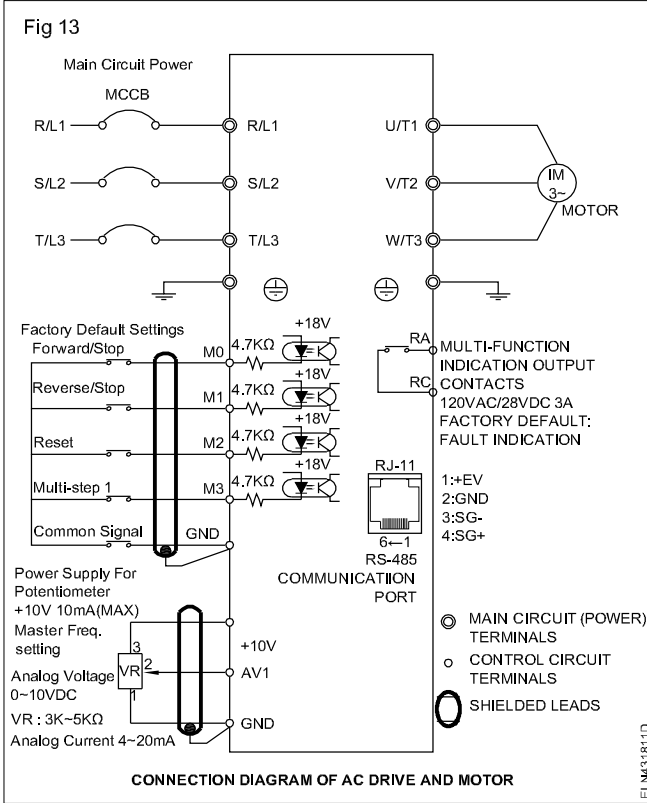 Fig 13
Main Circuit Power
MCCB
R/L1 R/L1 U/T1
S/L2 S/L2 V/T2
IM
3~
MOTOR
T/L3 T/L3 W/T3
Factory Default Settings
Forward/Stop
M0 4.7KΩ +18V
Reverse/Stop
M1 4.7KΩ +18V
Reset
M2 4.7KΩ +18V
Multi-step 1
M3 4.7KΩ +18V
Common Signal GND
RA
RC
MULTI-FUNCTION
INDICATION OUTPUT
CONTACTS
120VAC/28VDC 3A
FACTORY DEFAULT:
FAULT INDICATION
RJ-11
6←1
RS-485
COMMUNICATIION
PORT
1:+EV
2:GND
3:SG-
4:SG+
Power Supply For
Potentiometer
+10V 10mA(MAX)
Master Freq.
setting
3
VR 2
1
Analog Voltage
0~10VDC
VR : 3K~5KΩ
Analog Current 4~20mA
+10V
AV1
GND
MAIN CIRCUIT (POWER)
TERMINALS
CONTROL CIRCUIT
TERMINALS
SHIELDED LEADS
CONNECTION DIAGRAM OF AC DRIVE AND MOTOR
ELN431811D